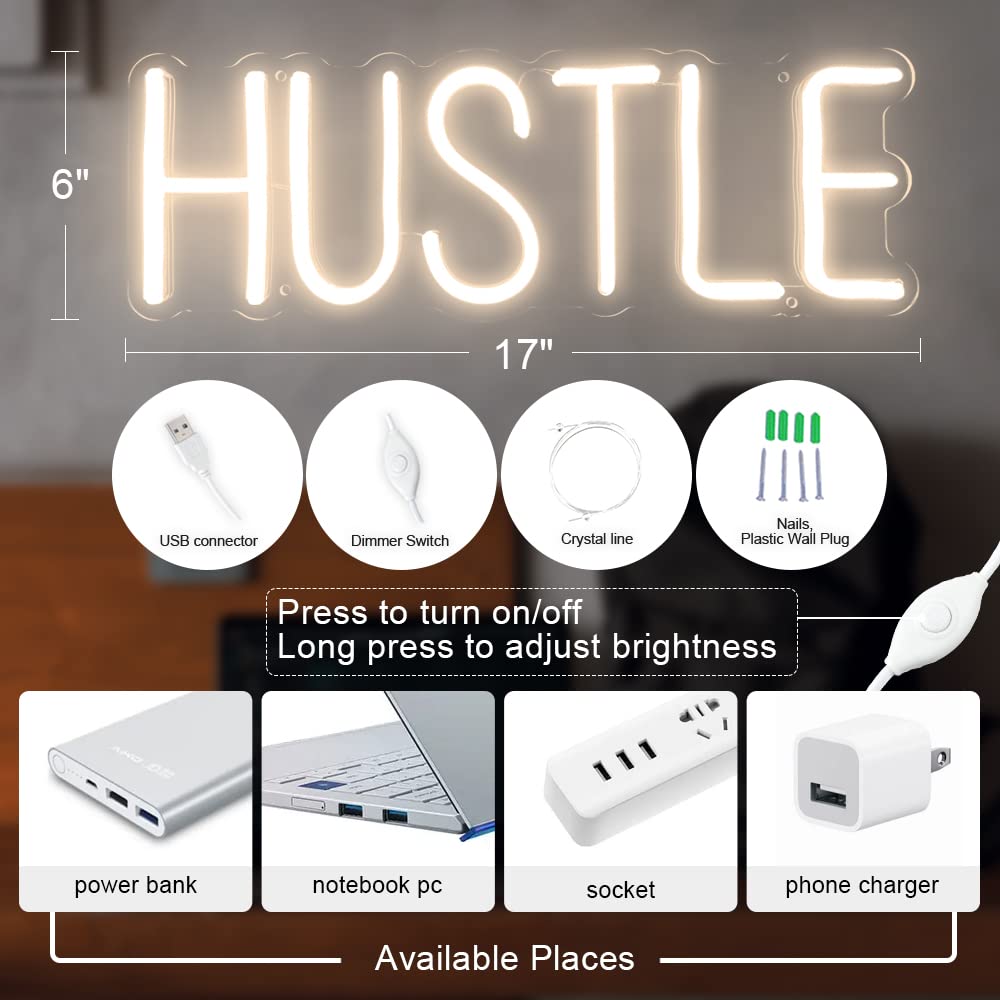 HUSTLE
6"
17"
USB connector
Dimmer Switch
Crystal line
Nails,
Plastic Wall Plug
Press to turn on/off
Long press to adjust brightness
power bank
notebook pc
socket
phone charger
Available Places